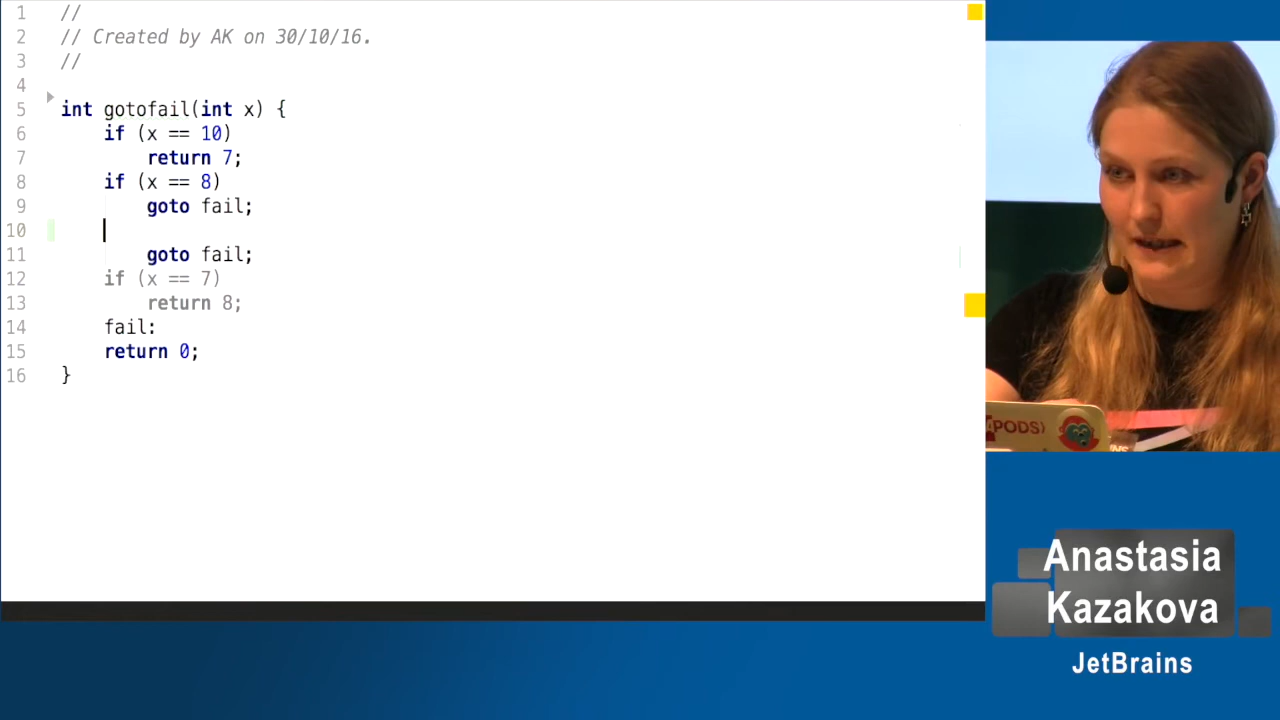 1 //
2 // Created by AK on 30/10/16.
3 //
4
5 int gotofail(int x) {
6 if (x == 10)
7 return 7;
8 if (x == 8)
9 goto fail;
10
11 goto fail;
12 if (x == 7)
13 return 8;
14 fail:
15 return 0;
16 }
PODS)
Anastasia
Kazakova
JetBrains